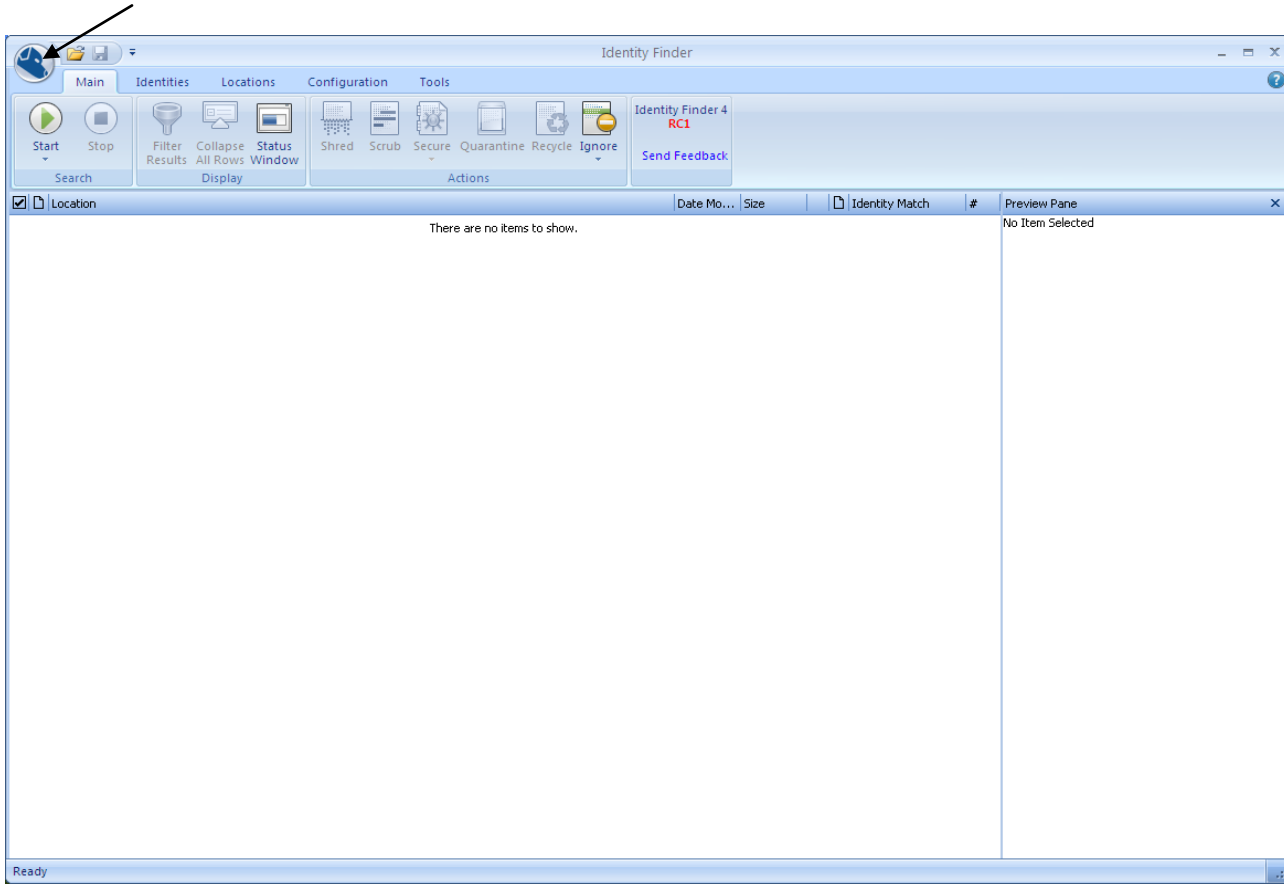 Identity Finder
Main Identities Locations Configuration Tools
Start Stop Filter Results Collapse All Rows Status Window Shred Scrub Secure Quarantine Recycle Ignore
Identity Finder 4
RC1
Send Feedback
Search Display Actions
Location Date Mo... Size Identity Match # Preview Pane
There are no items to show.
No Item Selected
Ready